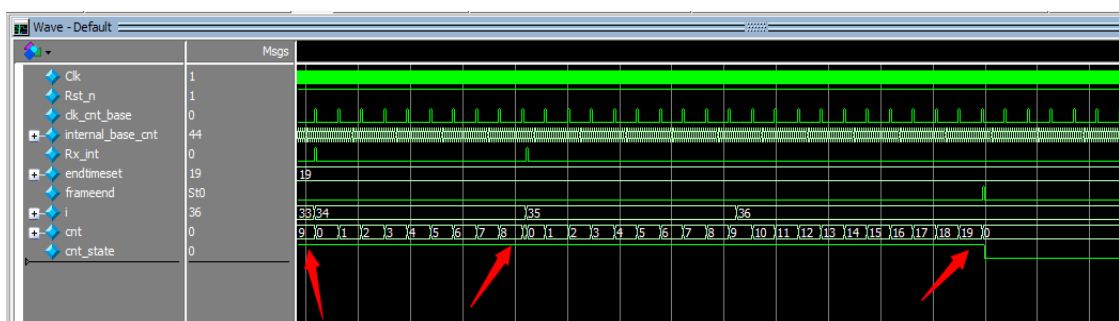 Wave - Default
Msgs
Clk 1
Rst_n 1
clk_cnt_base 0
internal_base_cnt 44
Rx_int 0
endtimeset 19 19
frameend St0
i 36 33 34 35 36
cnt 0 9 0 1 2 3 4 5 6 7 8 0 1 2 3 4 5 6 7 8 9 10 11 12 13 14 15 16 17 18 19 0
cnt_state 0